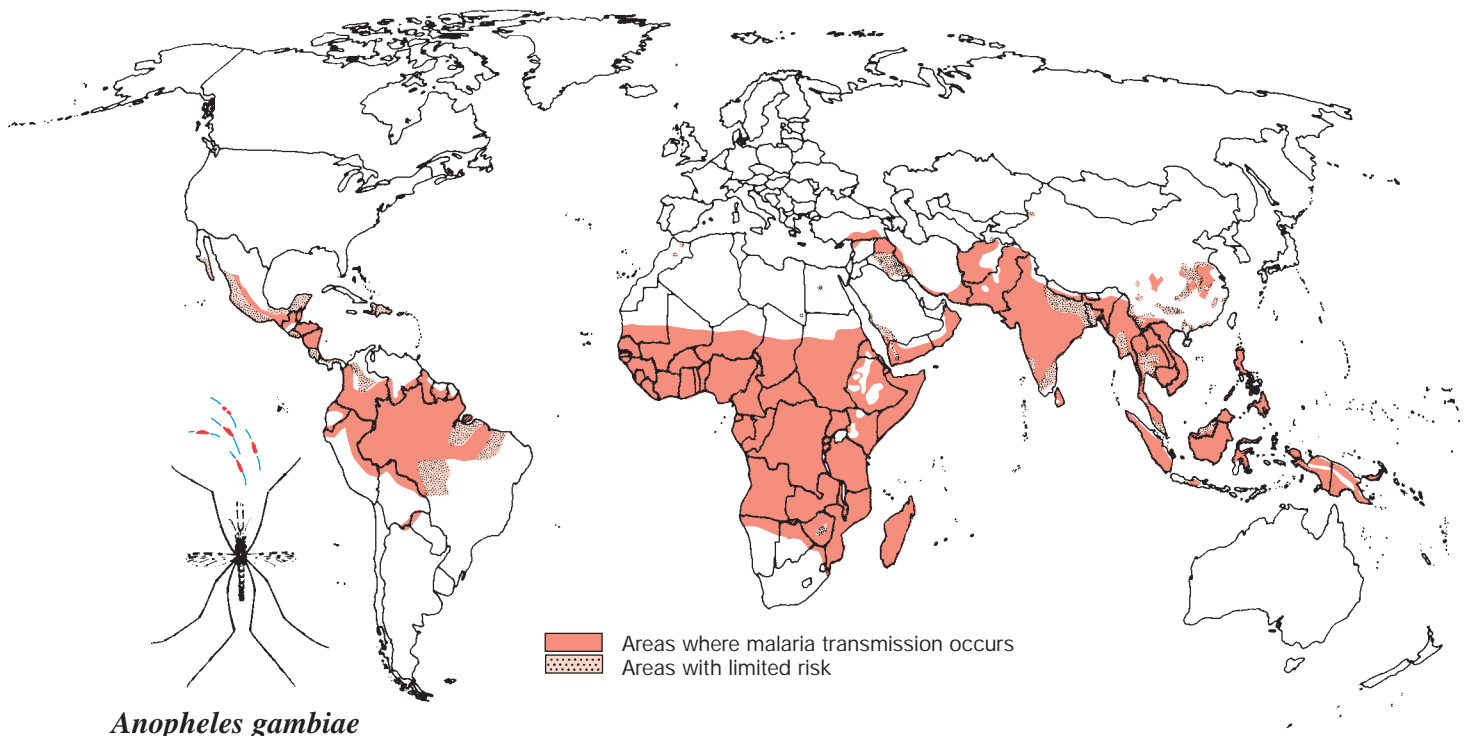 Areas where malaria transmission occurs
Areas with limited risk
Anopheles gambiae